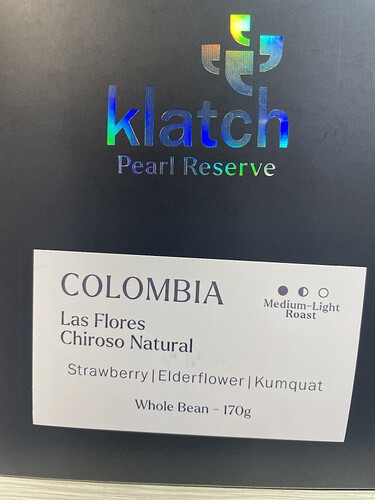 klatch
Pearl Reserve
COLOMBIA
Medium-Light
Roast
Las Flores
Chiroso Natural
Strawberry|Elderflower|Kumquat
Whole Bean - 170g